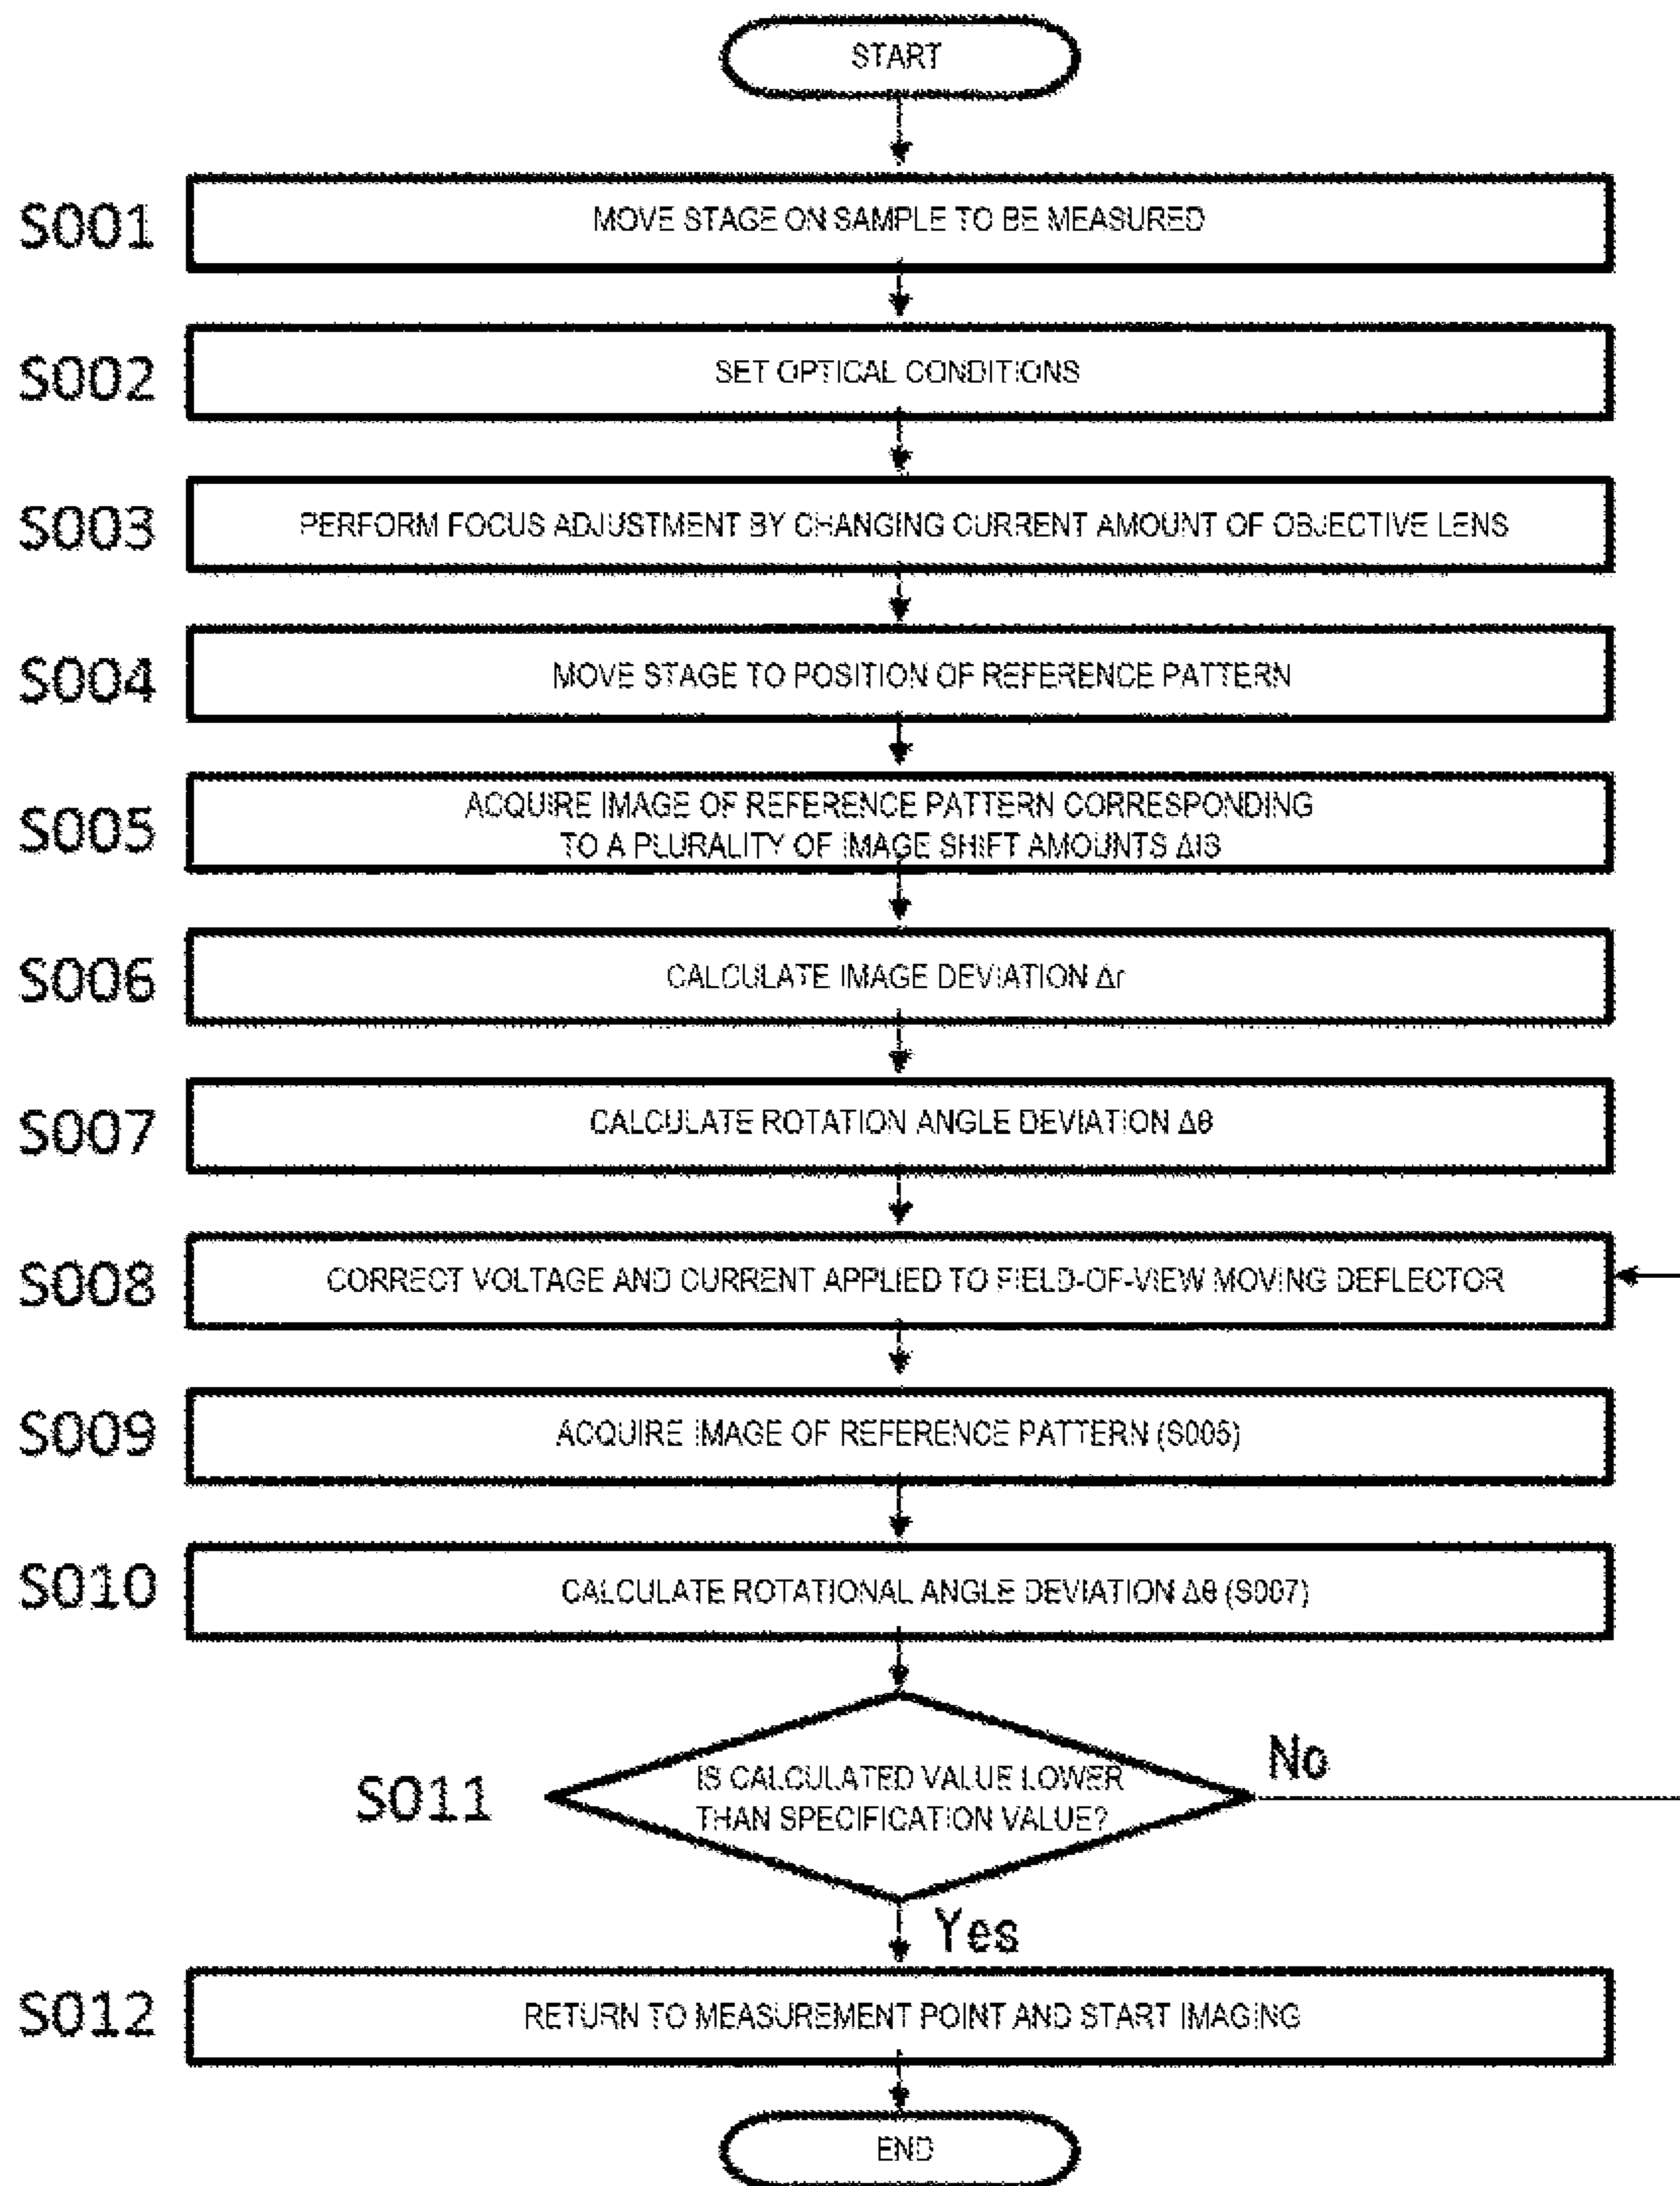 START
S001
MOVE STAGE ON SAMPLE TO BE MEASURED
S002
SET OPTICAL CONDITIONS
S003
PERFORM FOCUS ADJUSTMENT BY CHANGING CURRENT AMOUNT OF OBJECTIVE LENS
S004
MOVE STAGE TO POSITION OF REFERENCE PATTERN
S005
ACQUIRE IMAGE OF REFERENCE PATTERN CORRESPONDING
TO A PLURALITY OF IMAGE SHIFT AMOUNTS ΔIS
S006
CALCULATE IMAGE DEVIATION Δr
S007
CALCULATE ROTATION ANGLE DEVIATION Δθ
S008
CORRECT VOLTAGE AND CURRENT APPLIED TO FIELD-OF-VIEW MOVING DEFLECTOR
S009
ACQUIRE IMAGE OF REFERENCE PATTERN (S005)
S010
CALCULATE ROTATIONAL ANGLE DEVIATION Δθ (S007)
S011
IS CALCULATED VALUE LOWER
THAN SPECIFICATION VALUE?
No
Yes
S012
RETURN TO MEASUREMENT POINT AND START IMAGING
END